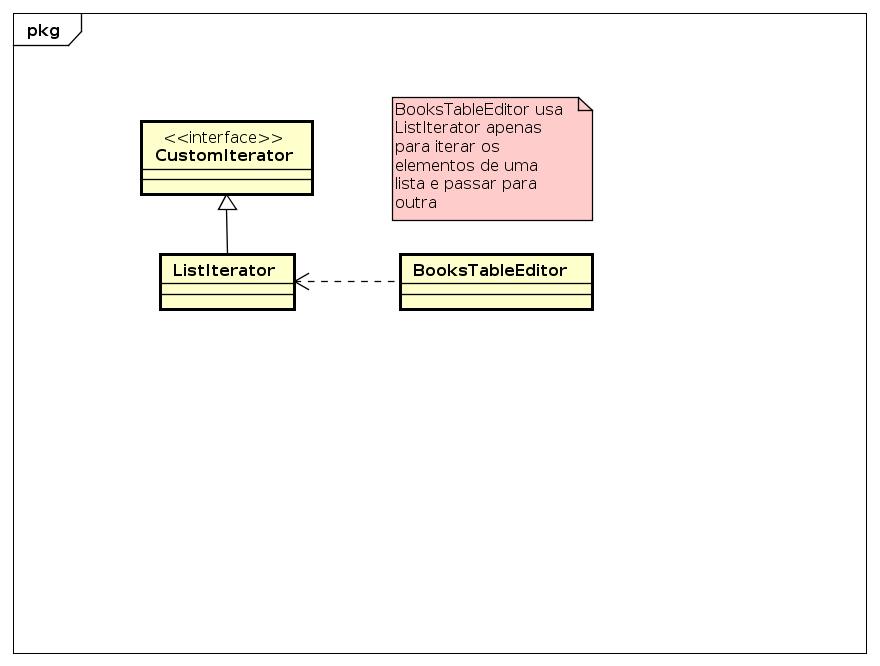 pkg
<<interface>>
CustomIterator
BooksTableEditor usa
ListIterator apenas
para iterar os
elementos de uma
lista e passar para
outra
ListIterator
BooksTableEditor